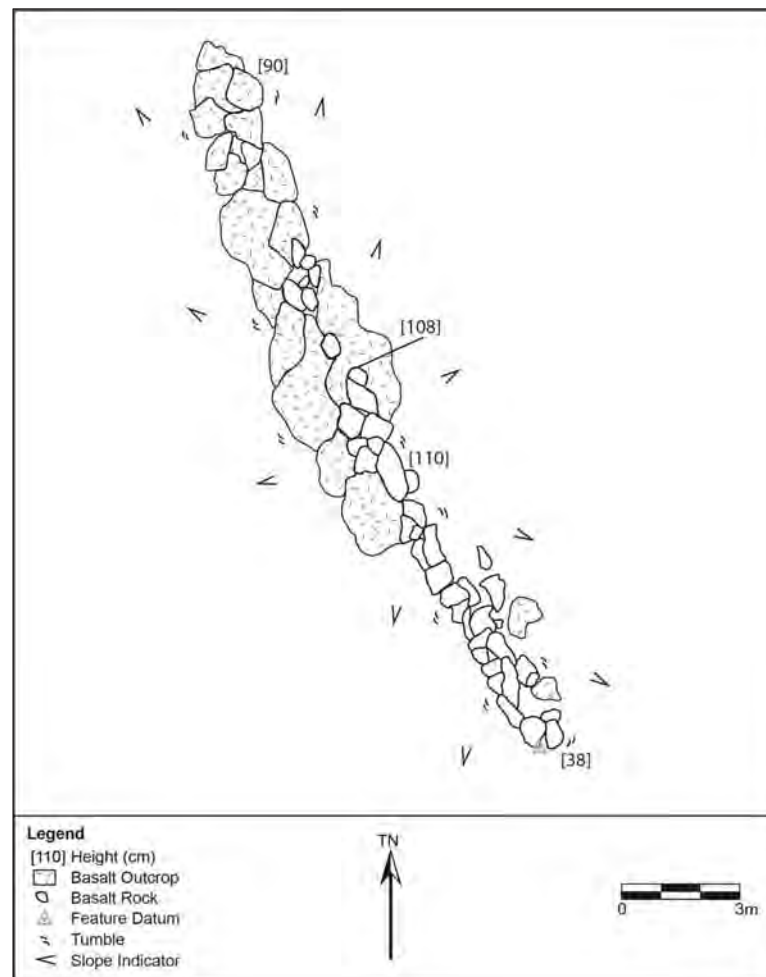 [90]
[108]
[110]
[38]
Legend
[110] Height (cm)
Basalt Outcrop
Basalt Rock
Feature Datum
Tumble
Slope Indicator
TN
0 3m